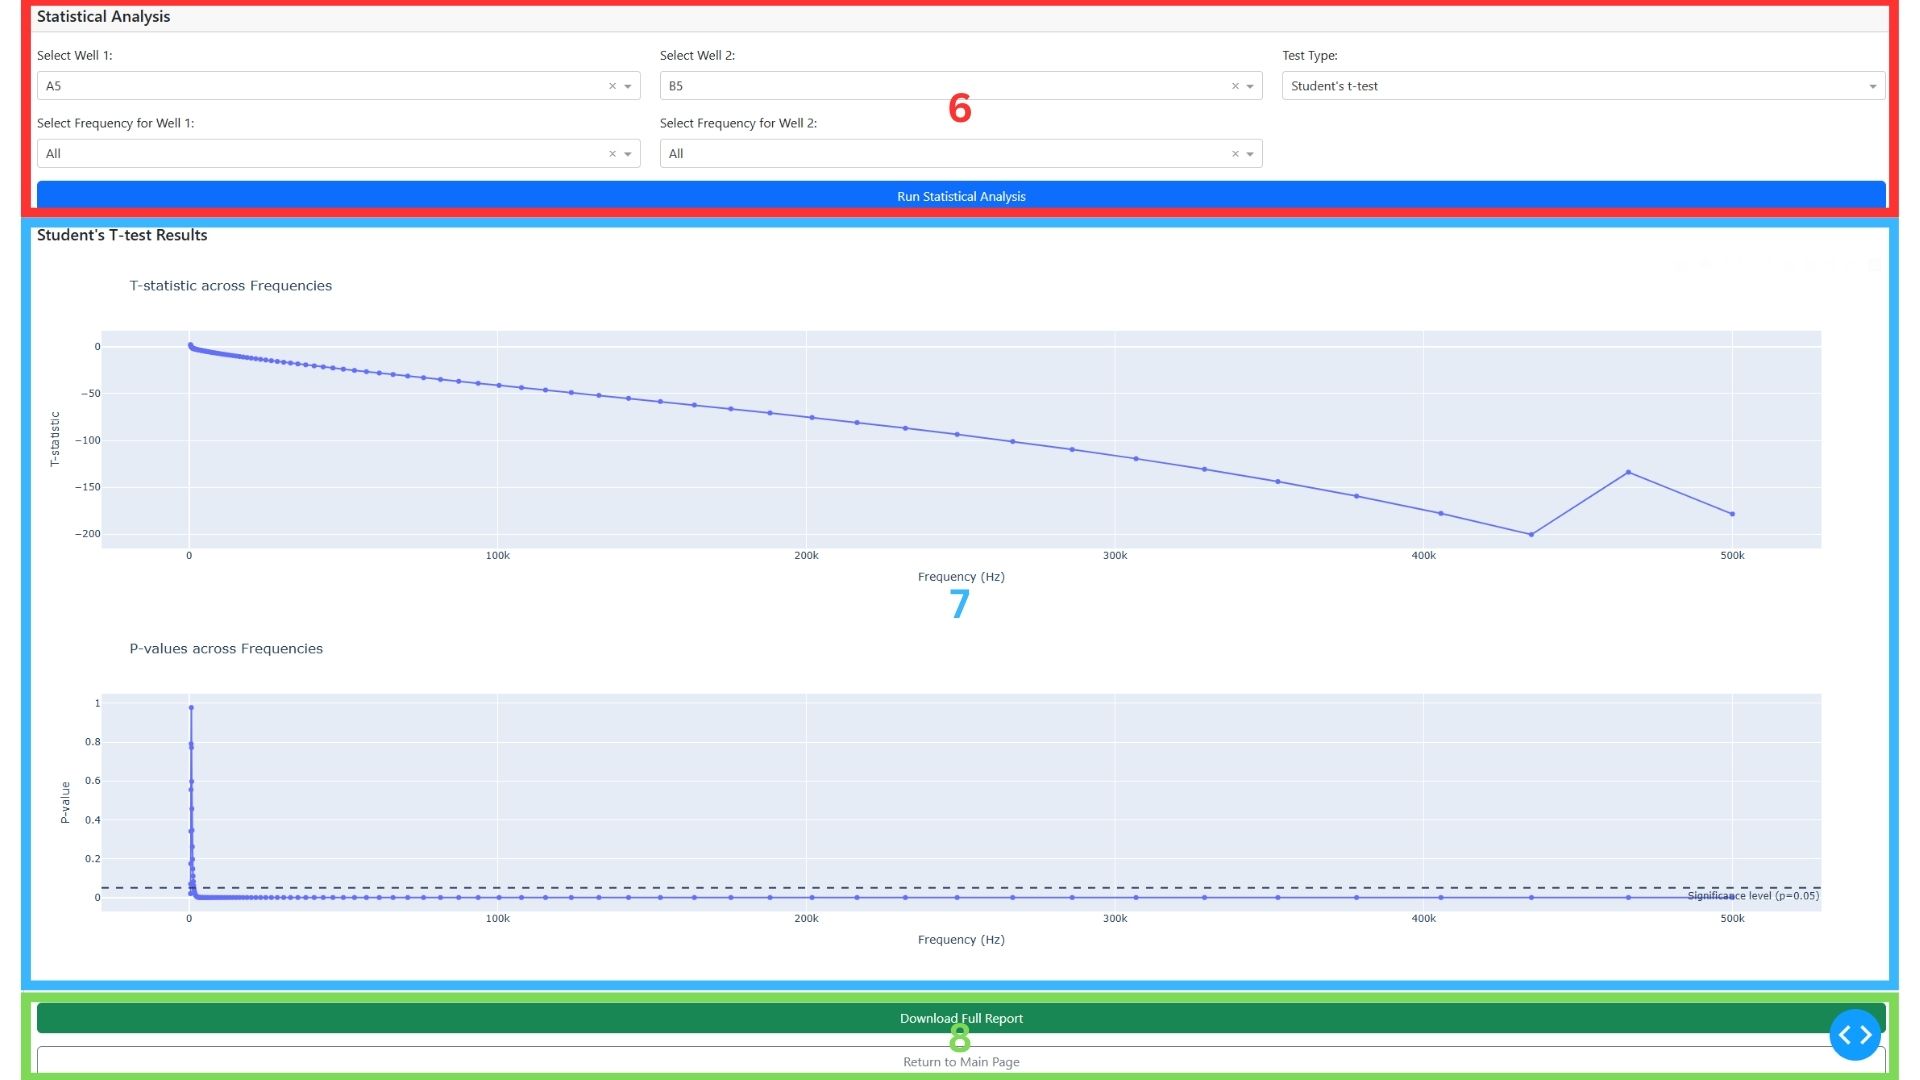 Statistical Analysis
Select Well 1:
Select Well 2:
Test Type:
A5
B5
Student's t-test
6
Select Frequency for Well 1:
Select Frequency for Well 2:
All
All
Run Statistical Analysis
Student's T-test Results
T-statistic across Frequencies
T-statistic
0
−50
−100
−150
−200
0
100k
200k
300k
400k
500k
Frequency (Hz)
7
P-values across Frequencies
P-value
1
0.8
0.6
0.4
0.2
0
Significance level (p=0.05)
0
100k
200k
300k
400k
500k
Frequency (Hz)
Download Full Report
8
Return to Main Page